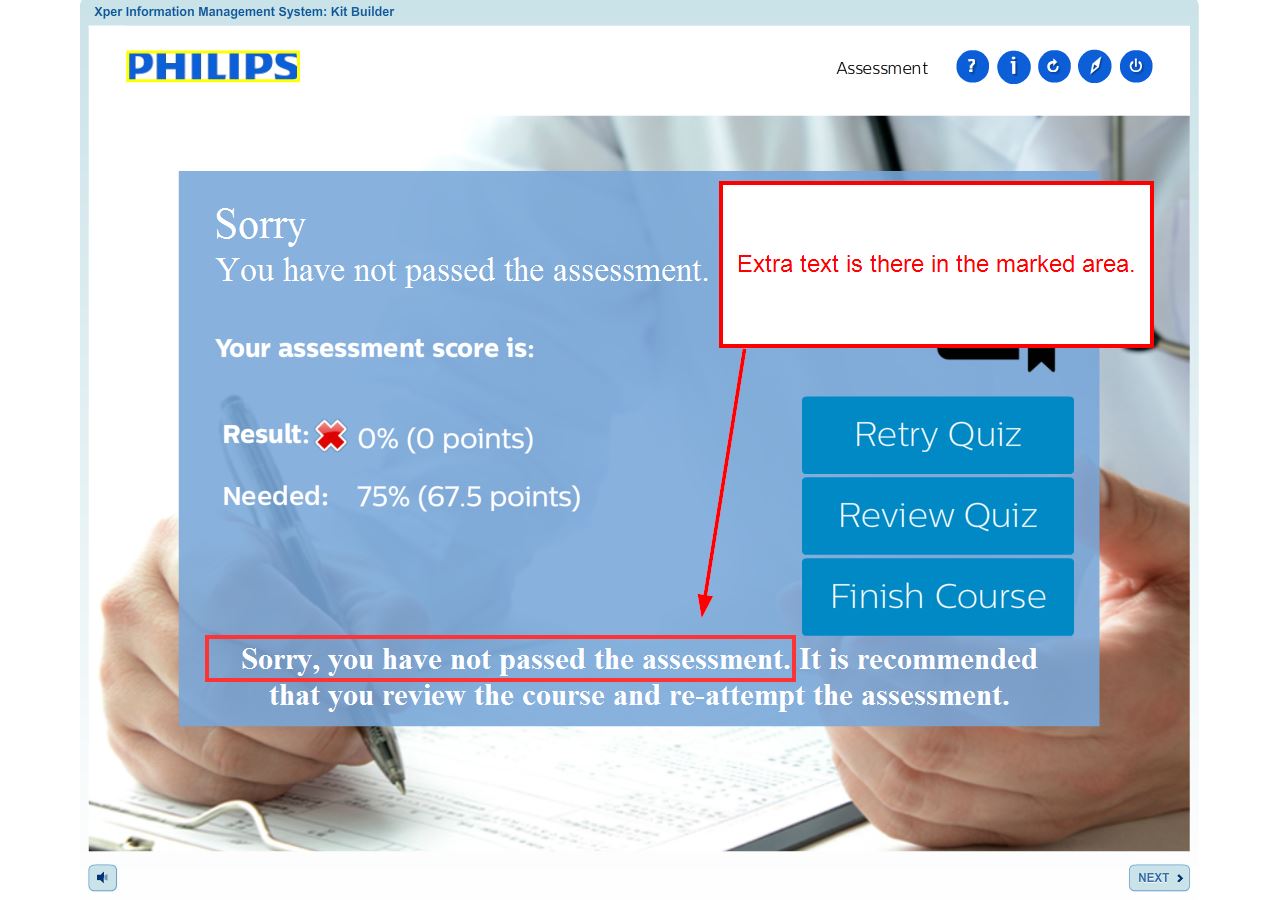 Xper Information Management System: Kit Builder
PHILIPS
Assessment
?
i
Sorry
You have not passed the assessment.
Extra text is there in the marked area.
Your assessment score is:
Result: 0% (0 points)
Needed: 75% (67.5 points)
Retry Quiz
Review Quiz
Finish Course
Sorry, you have not passed the assessment. It is recommended
that you review the course and re-attempt the assessment.
NEXT